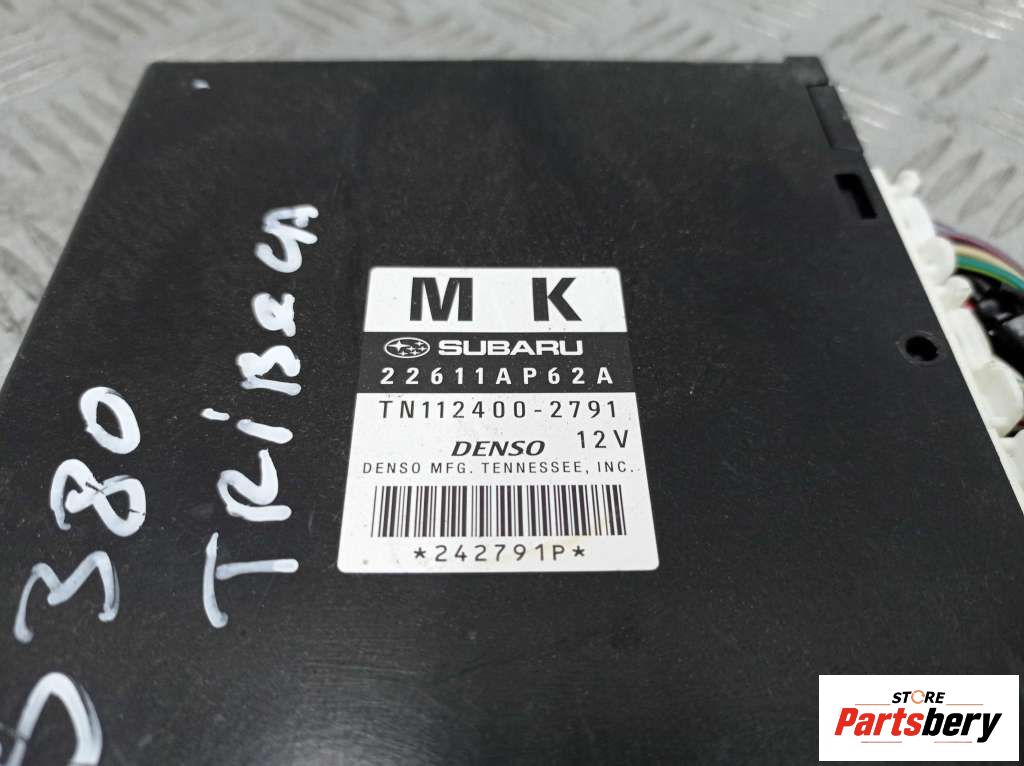 M K
SUBARU
22611AP62A
TN112400-2791
DENSO 12V
DENSO MFG. TENNESSEE, INC.
*242791P*
TRIBECA
380
STORE
Partsbery